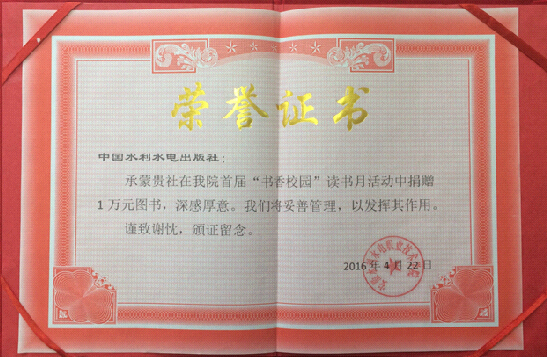 荣誉证书
中国水利水电出版社：
承蒙贵社在我院首届“书香校园”读书月活动中捐赠
1万元图书，深感厚意。我们将妥善管理，以发挥其作用。
谨致谢忱，颁证留念。
2016年4月22日